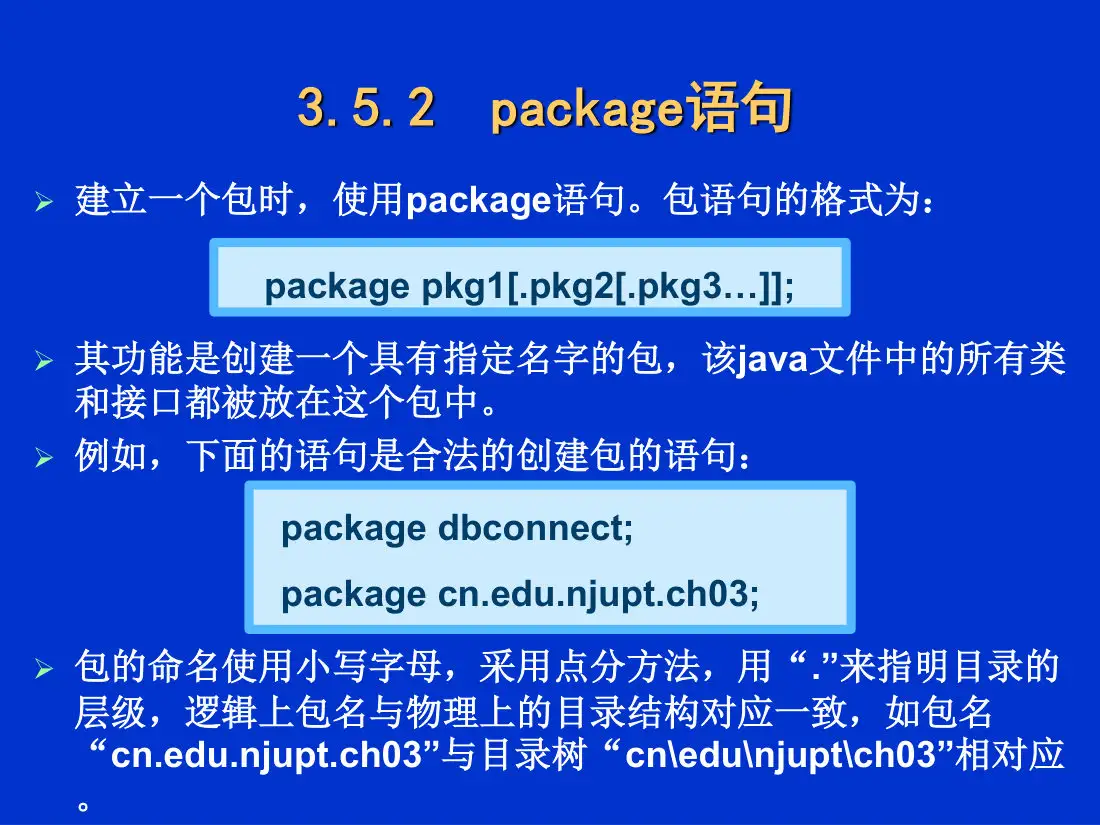 3.5.2 package语句
建立一个包时，使用package语句。包语句的格式为：
package pkg1[.pkg2[.pkg3…]];
其功能是创建一个具有指定名字的包，该java文件中的所有类
和接口都被放在这个包中。
例如，下面的语句是合法的创建包的语句：
package dbconnect;
package cn.edu.njupt.ch03;
包的命名使用小写字母，采用点分方法，用“.”来指明目录的
层级，逻辑上包名与物理上的目录结构对应一致，如包名
“cn.edu.njupt.ch03”与目录树“cn\edu\njupt\ch03”相对应
。